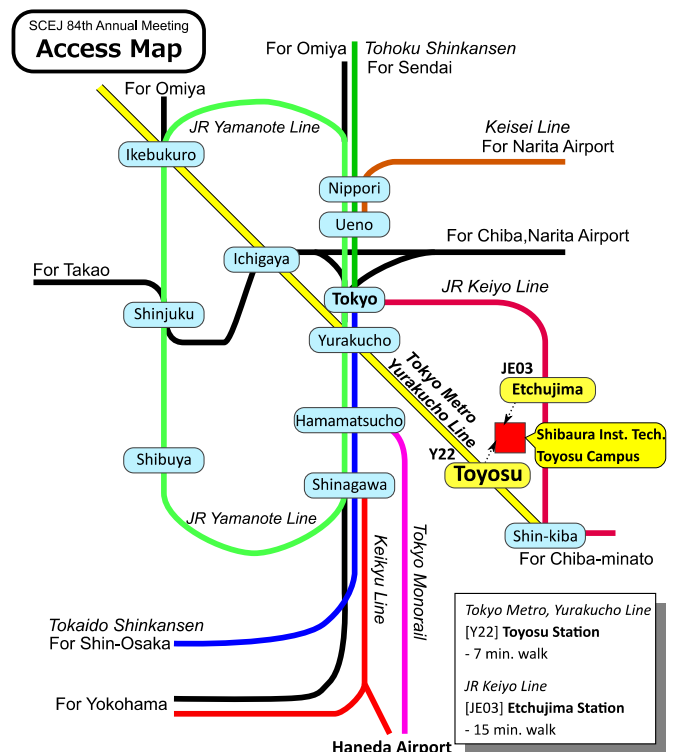 SCEJ 84th Annual Meeting
Access Map
For Omiya
Tohoku Shinkansen
For Sendai
For Omiya
JR Yamanote Line
Keisei Line
For Narita Airport
Ikebukuro
Nippori
Ueno
For Chiba,Narita Airport
Ichigaya
For Takao
JR Keiyo Line
Tokyo
Shinjuku
Yurakucho
Tokyo Metro
Yurakucho Line
JE03
Etchujima
Hamamatsucho
Shibaura Inst. Tech.
Toyosu Campus
Y22
Toyosu
Shibuya
Shinagawa
JR Yamanote Line
Keikyu Line
Tokyo Monorail
Shin-kiba
For Chiba-minato
Tokaido Shinkansen
For Shin-Osaka
For Yokohama
Haneda Airport
Tokyo Metro, Yurakucho Line
[Y22] Toyosu Station
- 7 min. walk
JR Keiyo Line
[JE03] Etchujima Station
- 15 min. walk